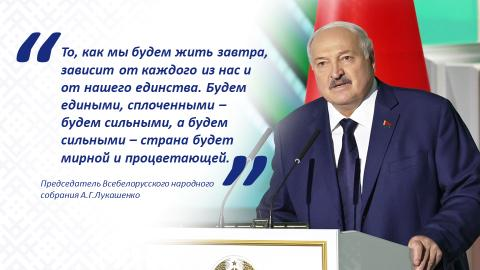 “
То, как мы будем жить завтра,
зависит от каждого из нас и
от нашего единства. Будем
едиными, сплоченными –
будем сильными, а будем
сильными – страна будет
мирной и процветающей.
”
Председатель Всебелорусского народного
собрания А.Г.Лукашенко